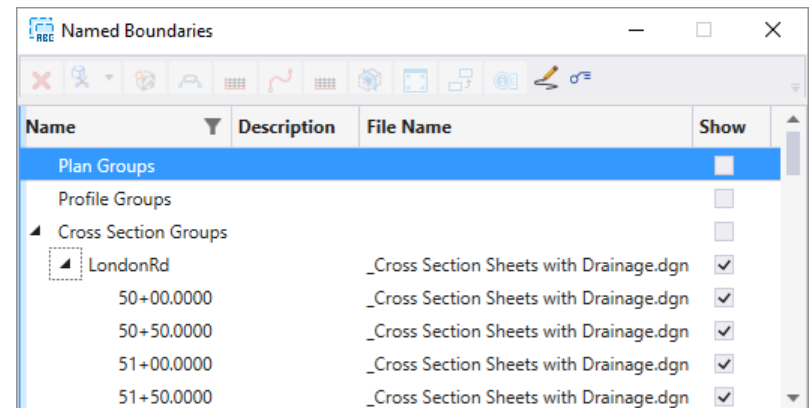 ABC Named Boundaries
Name Description File Name Show
Plan Groups
Profile Groups
Cross Section Groups
LondonRd _Cross Section Sheets with Drainage.dgn
50+00.0000 _Cross Section Sheets with Drainage.dgn
50+50.0000 _Cross Section Sheets with Drainage.dgn
51+00.0000 _Cross Section Sheets with Drainage.dgn
51+50.0000 _Cross Section Sheets with Drainage.dgn